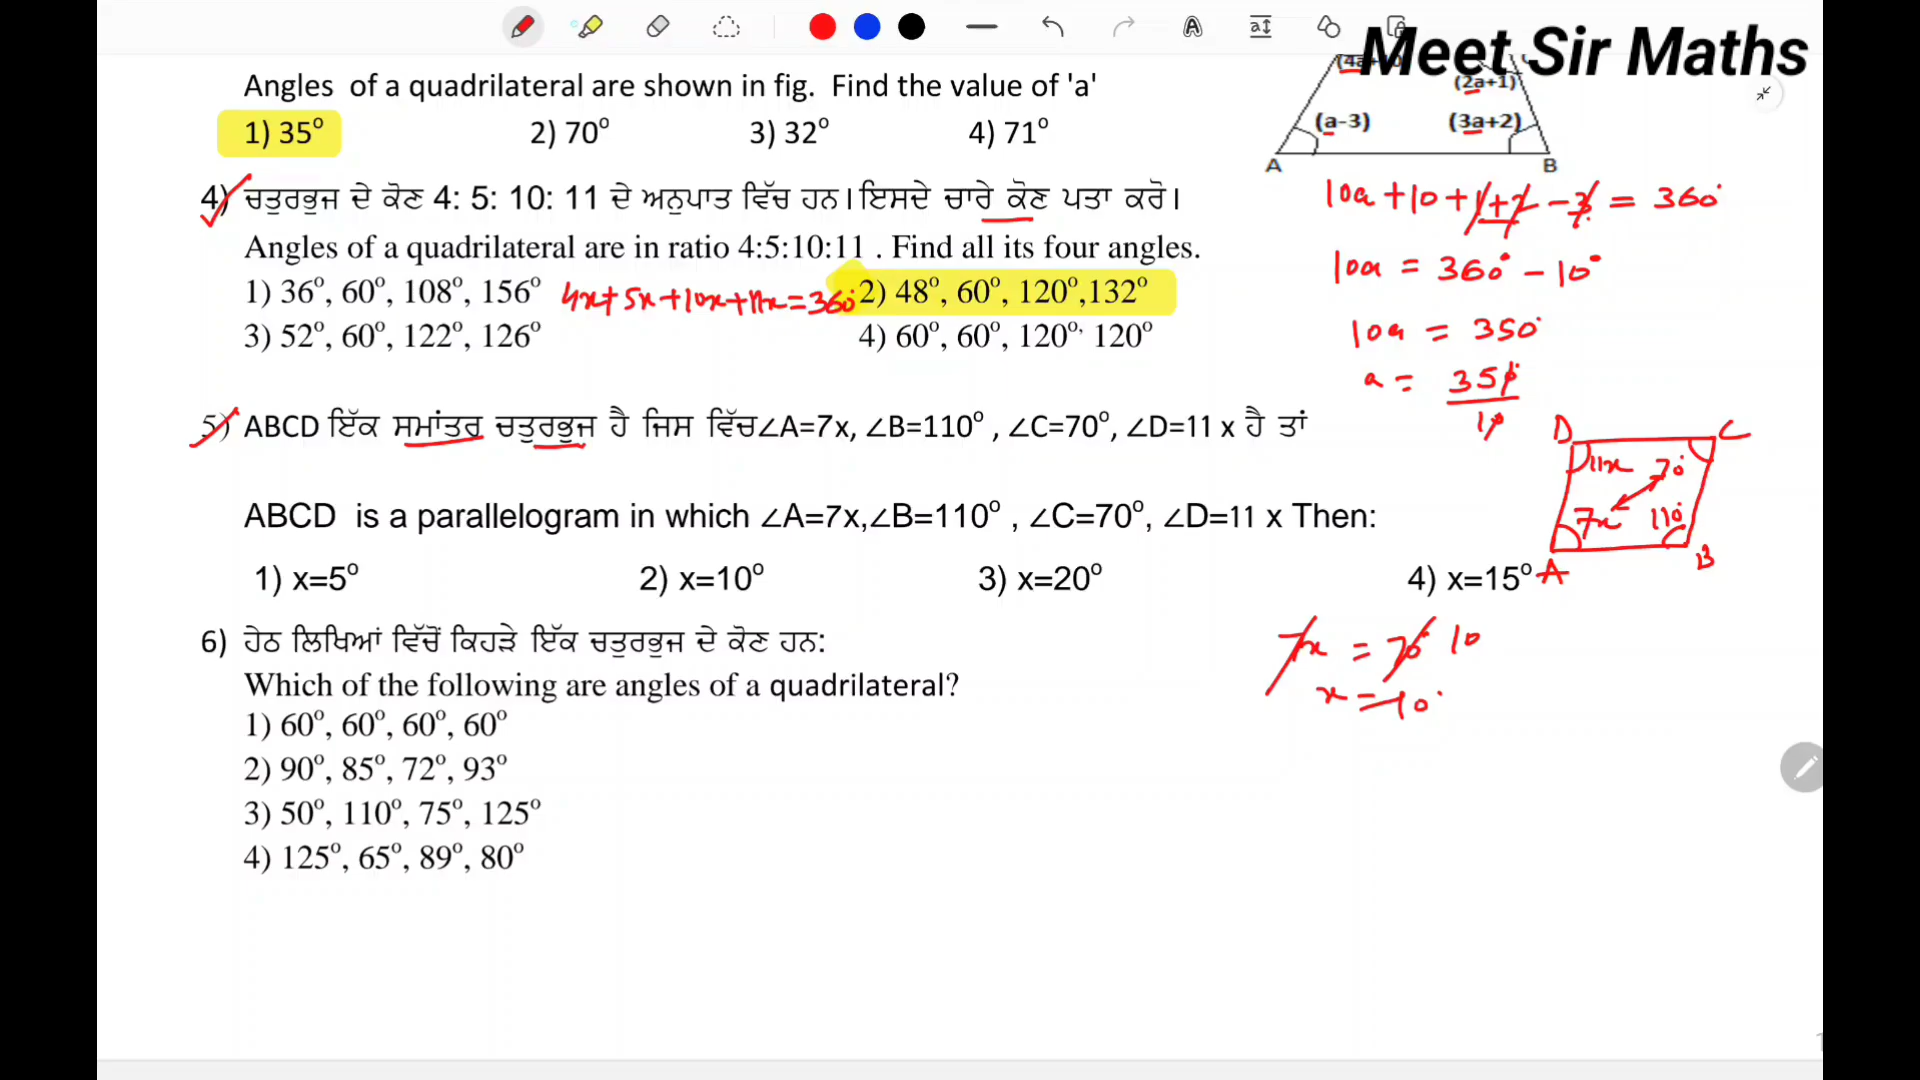 Meet Sir Maths
Angles of a quadrilateral are shown in fig. Find the value of 'a'
1) 35° 2) 70° 3) 32° 4) 71°
(2a+1)
(a-3) (3a+2)
A B
4) ਚਤੁਰਭੁਜ ਦੇ ਕੋਣ 4: 5: 10: 11 ਦੇ ਅਨੁਪਾਤ ਵਿੱਚ ਹਨ। ਇਸਦੇ ਚਾਰੇ ਕੋਣ ਪਤਾ ਕਰੋ।
Angles of a quadrilateral are in ratio 4:5:10:11 . Find all its four angles.
1) 36°, 60°, 108°, 156° 4x+5x+10x+11x=360° 2) 48°, 60°, 120°,132°
3) 52°, 60°, 122°, 126° 4) 60°, 60°, 120°, 120°
10a+10+1+2-3=360°
10a = 360° - 10°
10a = 350°
a = 350°/10
5) ABCD ਇੱਕ ਸਮਾਂਤਰ ਚਤੁਰਭੁਜ ਹੈ ਜਿਸ ਵਿੱਚ∠A=7x, ∠B=110° , ∠C=70°, ∠D=11 x ਹੈ ਤਾਂ
ABCD is a parallelogram in which ∠A=7x,∠B=110° , ∠C=70°, ∠D=11 x Then:
1) x=5° 2) x=10° 3) x=20° 4) x=15°
D C
11x 70°
7x 110°
A B
7x = 70° 10
x = 10°
6) ਹੇਠ ਲਿਖਿਆਂ ਵਿੱਚੋਂ ਕਿਹੜੇ ਇੱਕ ਚਤੁਰਭੁਜ ਦੇ ਕੋਣ ਹਨ:
Which of the following are angles of a quadrilateral?
1) 60°, 60°, 60°, 60°
2) 90°, 85°, 72°, 93°
3) 50°, 110°, 75°, 125°
4) 125°, 65°, 89°, 80°